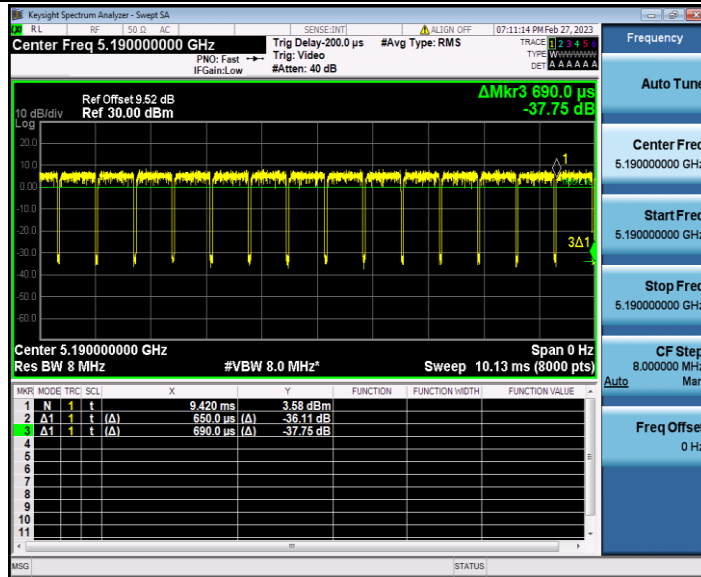 Keysight Spectrum Analyzer - Swept SA
RL RF 50 Ω AC SENSE:INT ALIGN OFF 07:11:14 PM Feb 27, 2023
Center Freq 5.190000000 GHz
PNO: Fast
IFGain:Low
Trig Delay-200.0 µs
Trig: Video
#Atten: 40 dB
#Avg Type: RMS
TRACE 1 2 3 4 5 6
TYPE WWWWWW
DET A A A A A A
Frequency
Ref Offset 9.52 dB
10 dB/div Ref 30.00 dBm
Log
ΔMkr3 690.0 µs
-37.75 dB
20.0
10.0
0.00
-10.0
-20.0
-30.0
-40.0
-50.0
-60.0
1
3Δ1
Center 5.190000000 GHz Span 0 Hz
Res BW 8 MHz #VBW 8.0 MHz* Sweep 10.13 ms (8000 pts)
MKR MODE TRC SCL X Y FUNCTION FUNCTION WIDTH FUNCTION VALUE
1 N 1 t 9.420 ms 3.58 dBm
2 Δ1 1 t (Δ) 650.0 µs (Δ) -36.11 dB
3 Δ1 1 t (Δ) 690.0 µs (Δ) -37.75 dB
4
5
6
7
8
9
10
11
MSG STATUS
Auto Tune
Center Freq
5.190000000 GHz
Start Freq
5.190000000 GHz
Stop Freq
5.190000000 GHz
CF Step
8.000000 MHz
Auto Man
Freq Offset
0 Hz